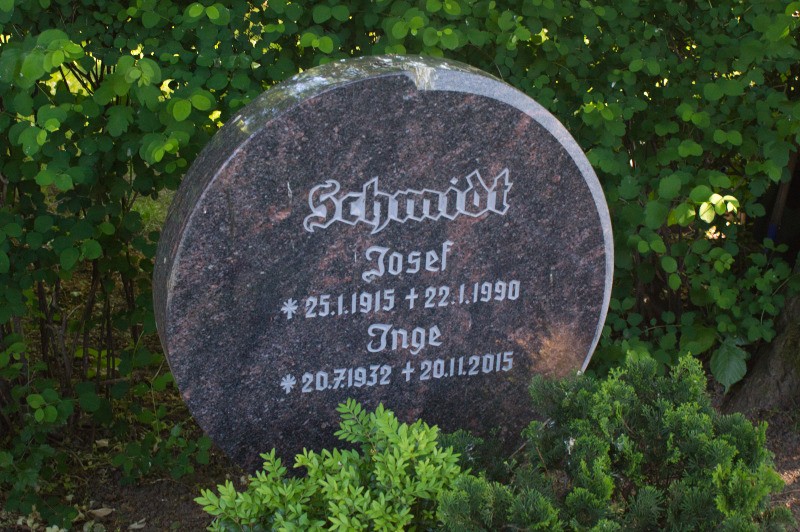 Schmidt
Josef
* 25.1.1915 † 22.1.1990
Inge
* 20.7.1932 † 20.11.2015